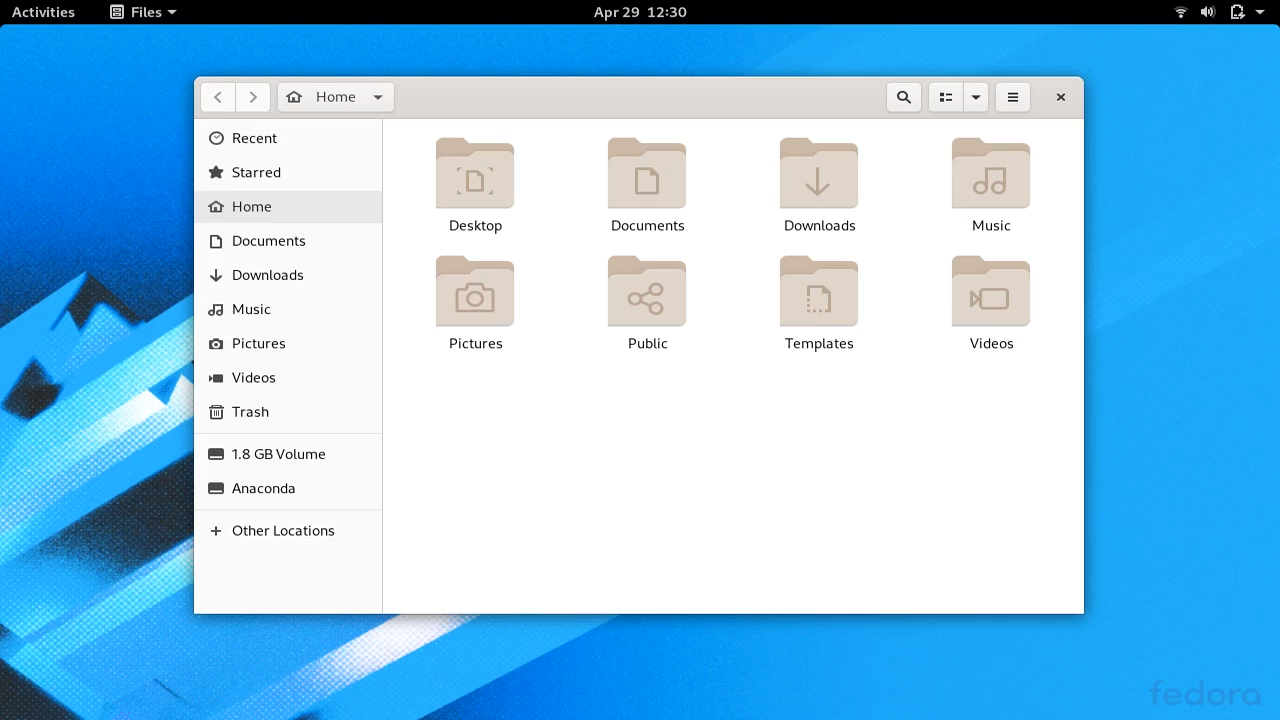 Activities Files Apr 29 12:30
Home
Recent
Starred
Home
Documents
Downloads
Music
Pictures
Videos
Trash
1.8 GB Volume
Anaconda
Other Locations
Desktop Documents Downloads Music
Pictures Public Templates Videos
fedora